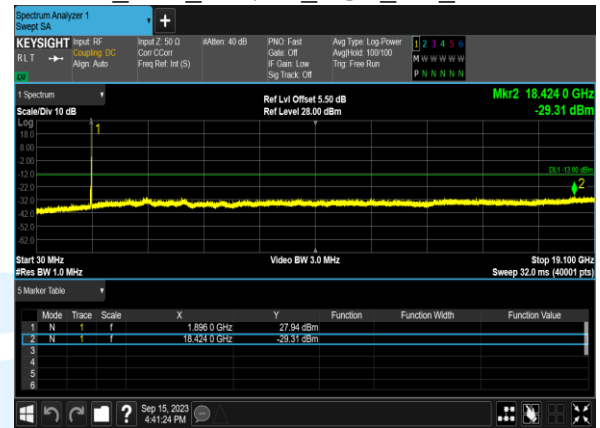 Spectrum Analyzer 1
Swept SA
KEYSIGHT
RLT
Input: RF
Coupling: DC
Align: Auto
Input Z: 50 Ω
Corr CCorr
Freq Ref: Int (S)
#Atten: 40 dB
PNO: Fast
Gate: Off
IF Gain: Low
Sig Track: Off
Avg Type: Log-Power
Avg|Hold: 100/100
Trig: Free Run
1 2 3 4 5 6
M W W W W W
P N N N N N
1 Spectrum
Scale/Div 10 dB
Log
Ref Lvl Offset 5.50 dB
Ref Level 28.00 dBm
Mkr2 18.424 0 GHz
-29.31 dBm
18.0
8.00
-2.00
-12.0
-22.0
-32.0
-42.0
-52.0
-62.0
1
DL1 -13.00 dBm
2
Start 30 MHz
#Res BW 1.0 MHz
Video BW 3.0 MHz
Stop 19.100 GHz
Sweep 32.0 ms (40001 pts)
5 Marker Table
Mode Trace Scale X Y Function Function Width Function Value
1 N 1 f 1.896 0 GHz 27.94 dBm
2 N 1 f 18.424 0 GHz -29.31 dBm
3
4
5
6
?
Sep 15, 2023
4:41:24 PM